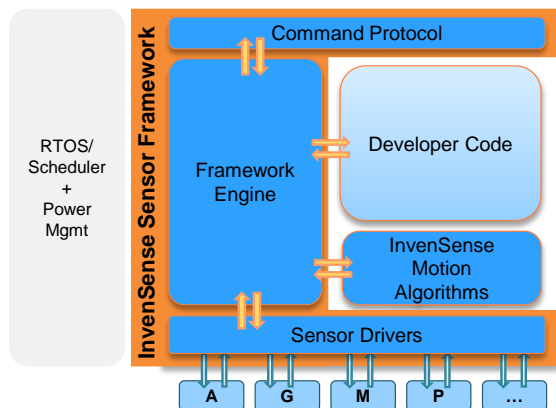 RTOS/
Scheduler
+
Power
Mgmt
InvenSense Sensor Framework
Command Protocol
Framework
Engine
Developer Code
InvenSense
Motion
Algorithms
Sensor Drivers
A
G
M
P
...